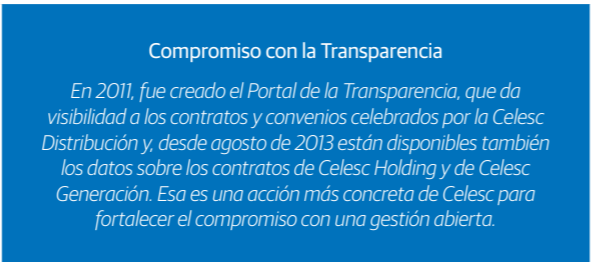 Compromiso con la Transparencia
En 2011, fue creado el Portal de la Transparencia, que da
visibilidad a los contratos y convenios celebrados por la Celesc
Distribución y, desde agosto de 2013 están disponibles también
los datos sobre los contratos de Celesc Holding y de Celesc
Generación. Esa es una acción más concreta de Celesc para
fortalecer el compromiso con una gestión abierta.